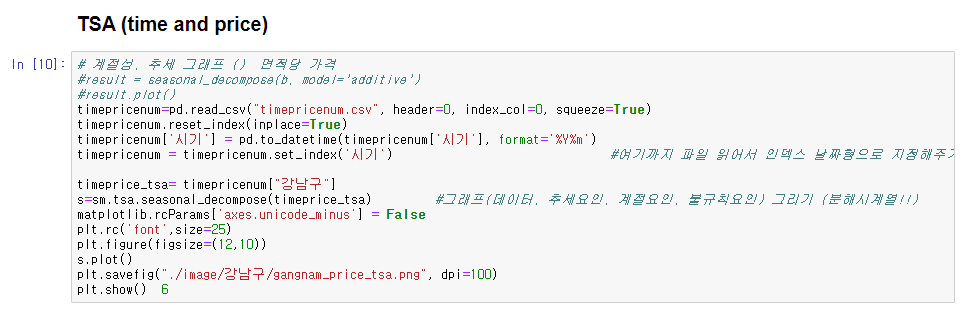 TSA (time and price)
In [10]:
# 계절성, 추세 그래프 () 면적당 가격
#result = seasonal_decompose(b, model='additive')
#result.plot()
timepricenum=pd.read_csv("timepricenum.csv", header=0, index_col=0, squeeze=True)
timepricenum.reset_index(inplace=True)
timepricenum['시기'] = pd.to_datetime(timepricenum['시기'], format='%Y%m')
timepricenum = timepricenum.set_index('시기') #여기까지 파일 읽어서 인덱스 날짜형으로 지정해주기
timeprice_tsa= timepricenum["강남구"]
s=sm.tsa.seasonal_decompose(timeprice_tsa) #그래프(데이터, 추세요인, 계절요인, 불규칙요인) 그리기 (분해시계열!!)
matplotlib.rcParams['axes.unicode_minus'] = False
plt.rc('font',size=25)
plt.figure(figsize=(12,10))
s.plot()
plt.savefig("./image/강남구/gangnam_price_tsa.png", dpi=100)
plt.show() 6